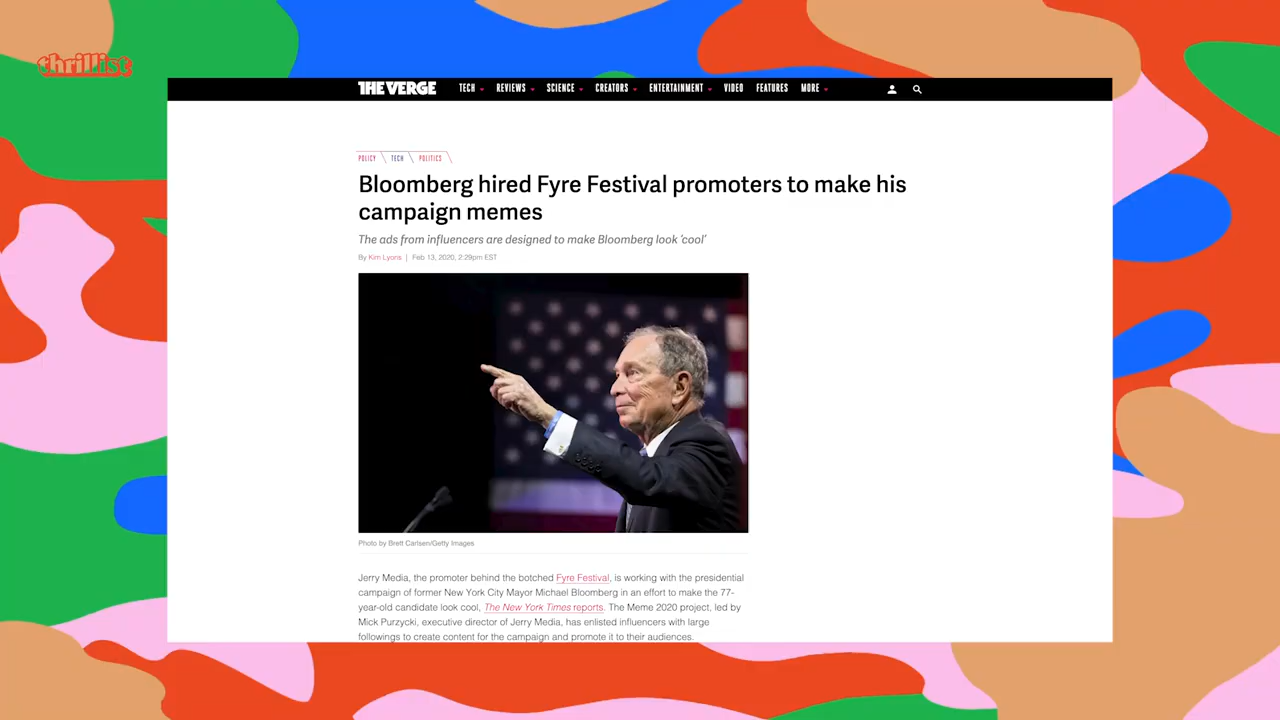 thrillist
THE VERGE TECH REVIEWS SCIENCE CREATORS ENTERTAINMENT VIDEO FEATURES MORE
POLICY TECH POLITICS
Bloomberg hired Fyre Festival promoters to make his
campaign memes
The ads from influencers are designed to make Bloomberg look ‘cool’
By Kim Lyons | Feb 13, 2020, 2:29pm EST
Photo by Brett Carlsen/Getty Images
Jerry Media, the promoter behind the botched Fyre Festival, is working with the presidential
campaign of former New York City Mayor Michael Bloomberg in an effort to make the 77-
year-old candidate look cool, The New York Times reports. The Meme 2020 project, led by
Mick Purzycki, executive director of Jerry Media, has enlisted influencers with large
followings to create content for the campaign and promote it to their audiences.